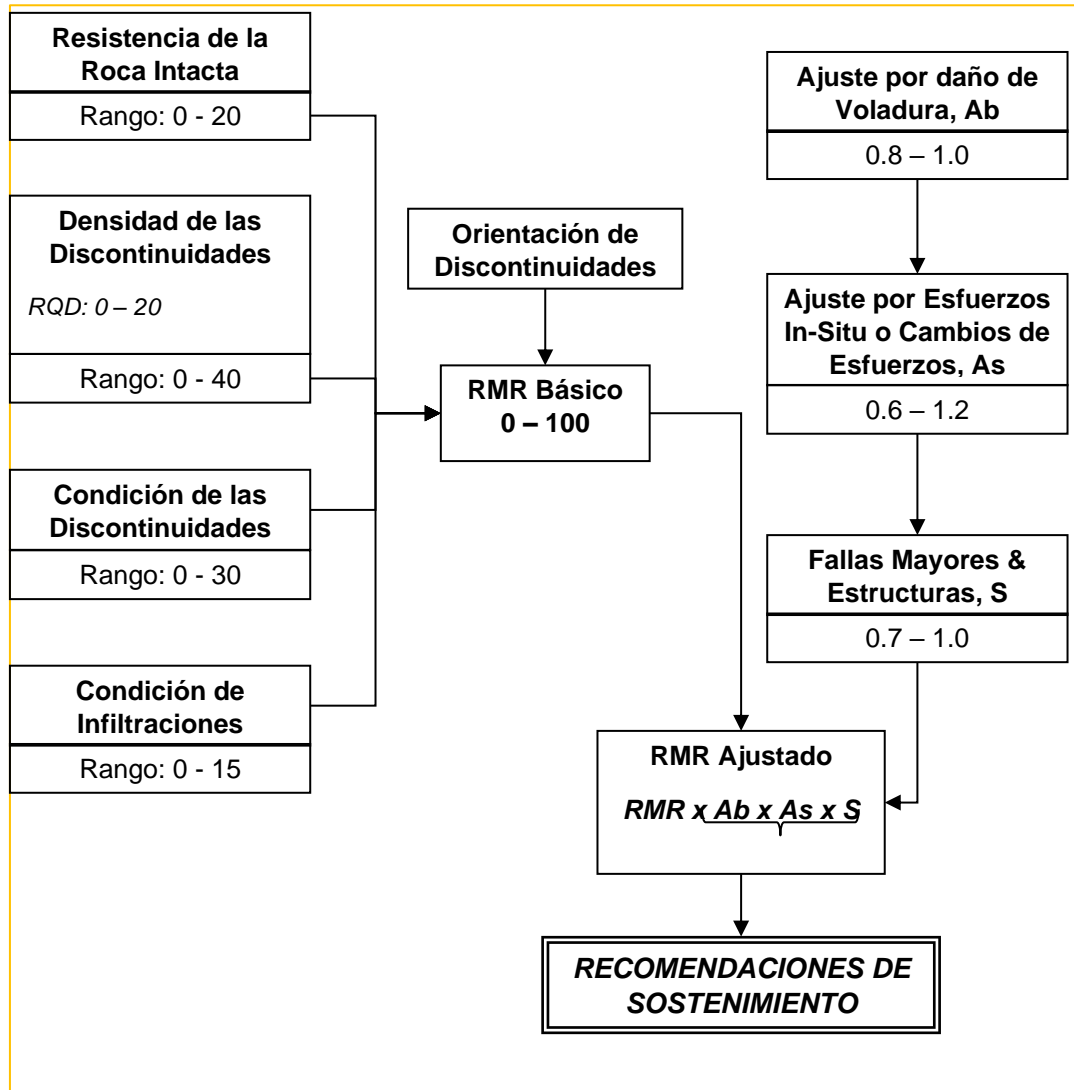 Resistencia de la
Roca Intacta
Rango: 0 - 20
Densidad de las
Discontinuidades
RQD: 0 – 20
Rango: 0 - 40
Condición de las
Discontinuidades
Rango: 0 - 30
Condición de
Infiltraciones
Rango: 0 - 15
Orientación de
Discontinuidades
RMR Básico
0 – 100
Ajuste por daño de
Voladura, Ab
0.8 – 1.0
Ajuste por Esfuerzos
In-Situ o Cambios de
Esfuerzos, As
0.6 – 1.2
Fallas Mayores &
Estructuras, S
0.7 – 1.0
RMR Ajustado
RMR x Ab x As x S
RECOMENDACIONES DE
SOSTENIMIENTO